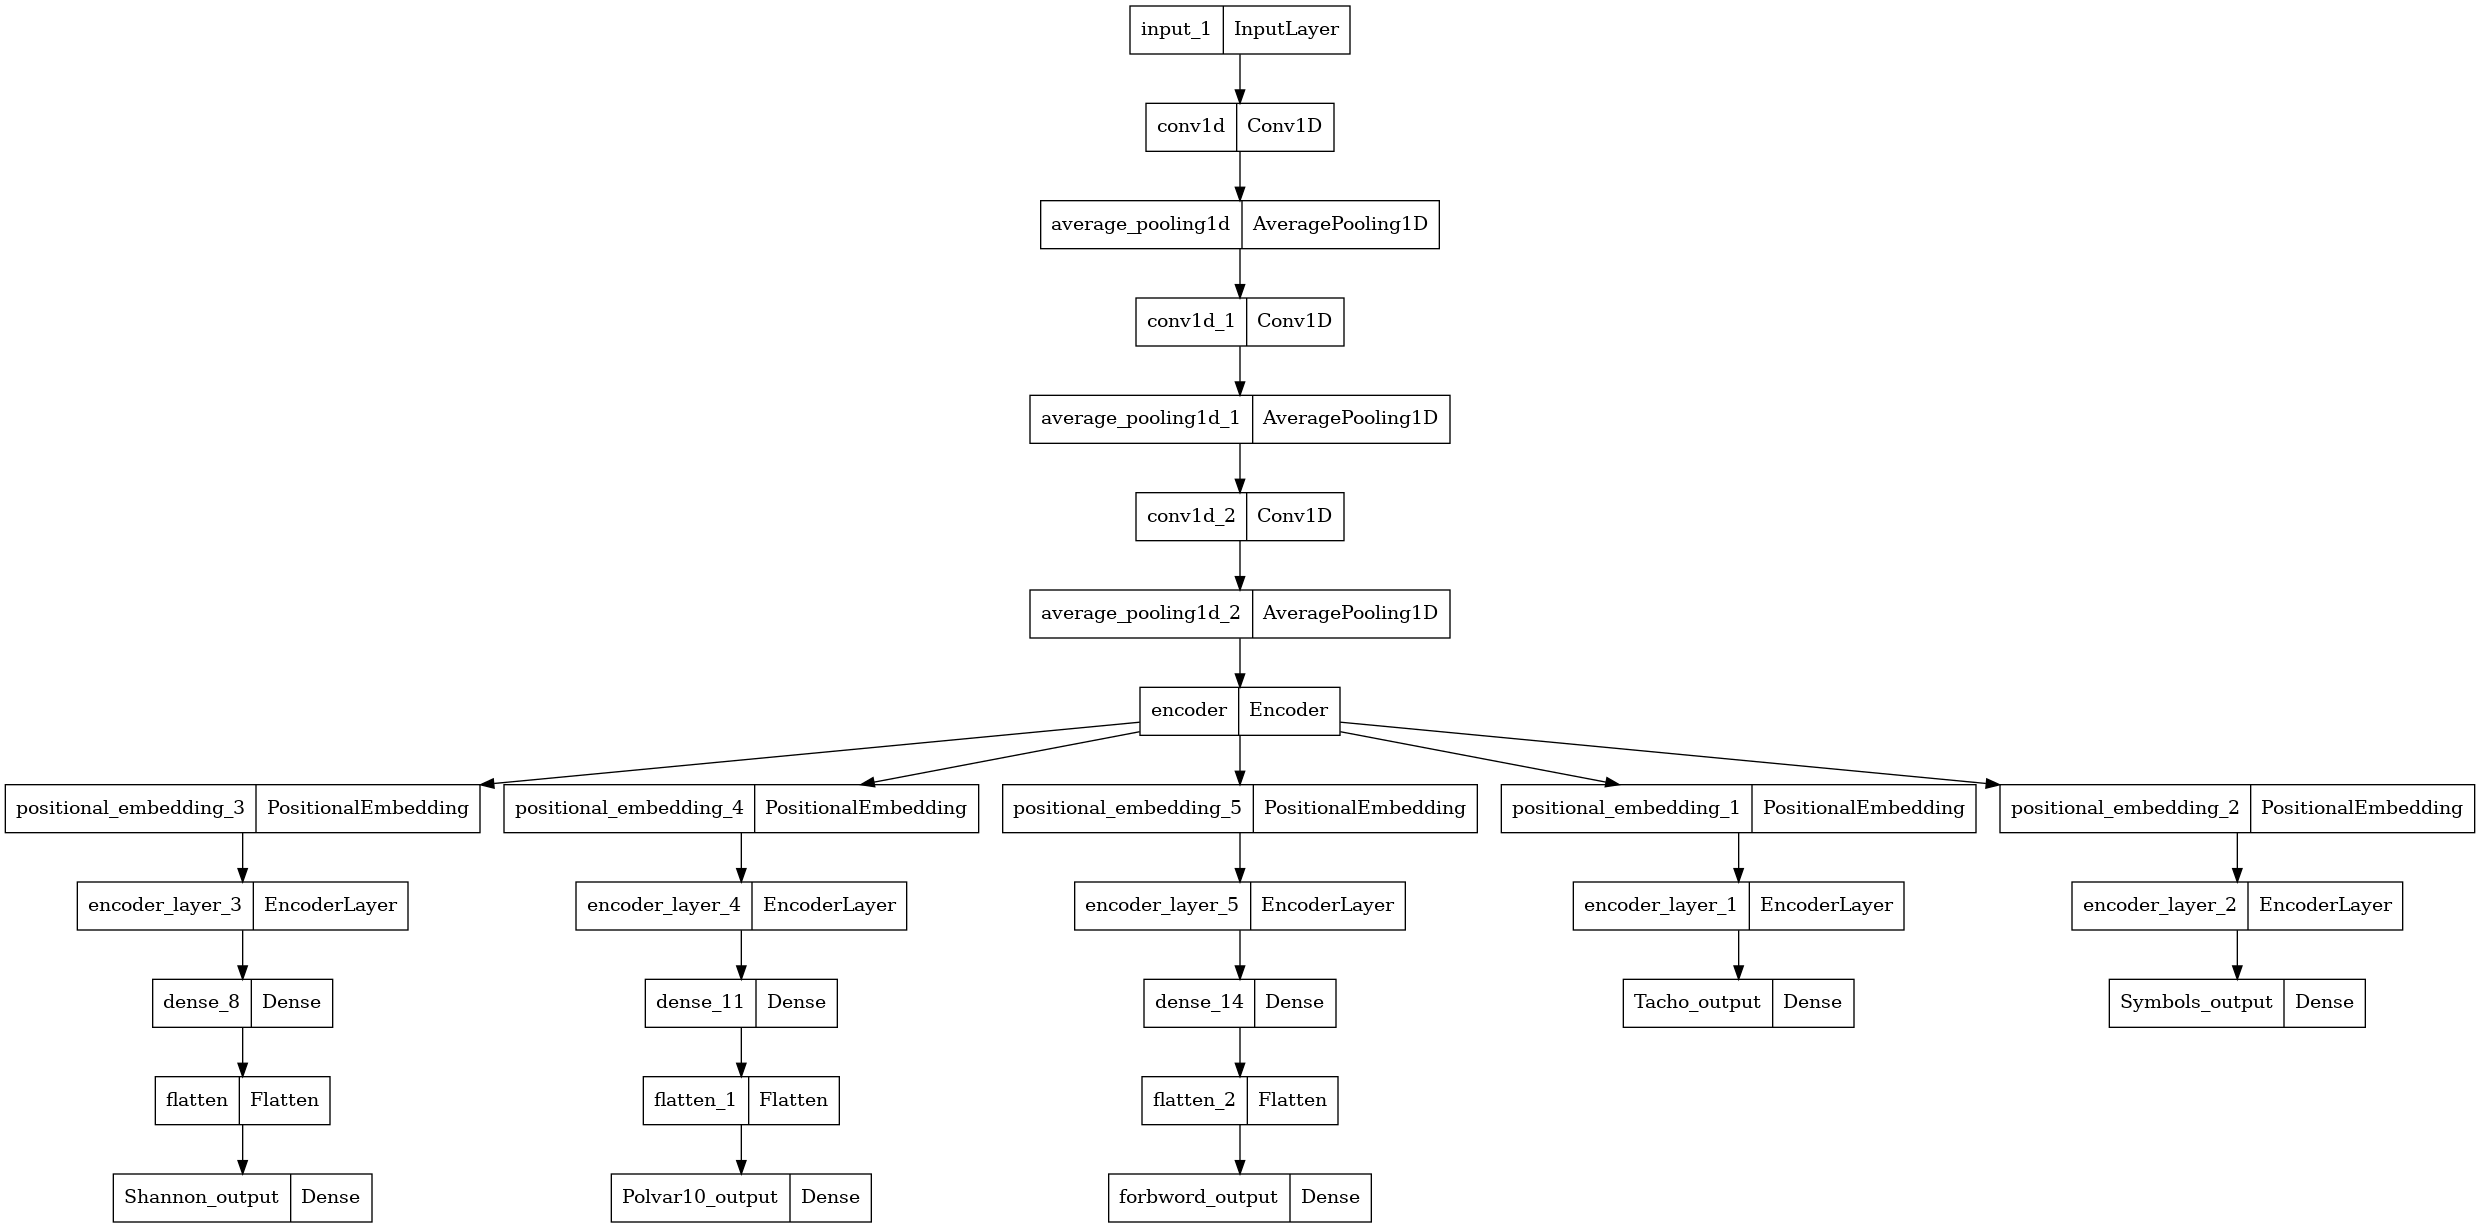 input_1 InputLayer
conv1d Conv1D
average_pooling1d AveragePooling1D
conv1d_1 Conv1D
average_pooling1d_1 AveragePooling1D
conv1d_2 Conv1D
average_pooling1d_2 AveragePooling1D
encoder Encoder
positional_embedding_3 PositionalEmbedding positional_embedding_4 PositionalEmbedding positional_embedding_5 PositionalEmbedding positional_embedding_1 PositionalEmbedding positional_embedding_2 PositionalEmbedding
encoder_layer_3 EncoderLayer encoder_layer_4 EncoderLayer encoder_layer_5 EncoderLayer encoder_layer_1 EncoderLayer encoder_layer_2 EncoderLayer
dense_8 Dense dense_11 Dense dense_14 Dense Tacho_output Dense Symbols_output Dense
flatten Flatten flatten_1 Flatten flatten_2 Flatten
Shannon_output Dense Polvar10_output Dense forbword_output Dense